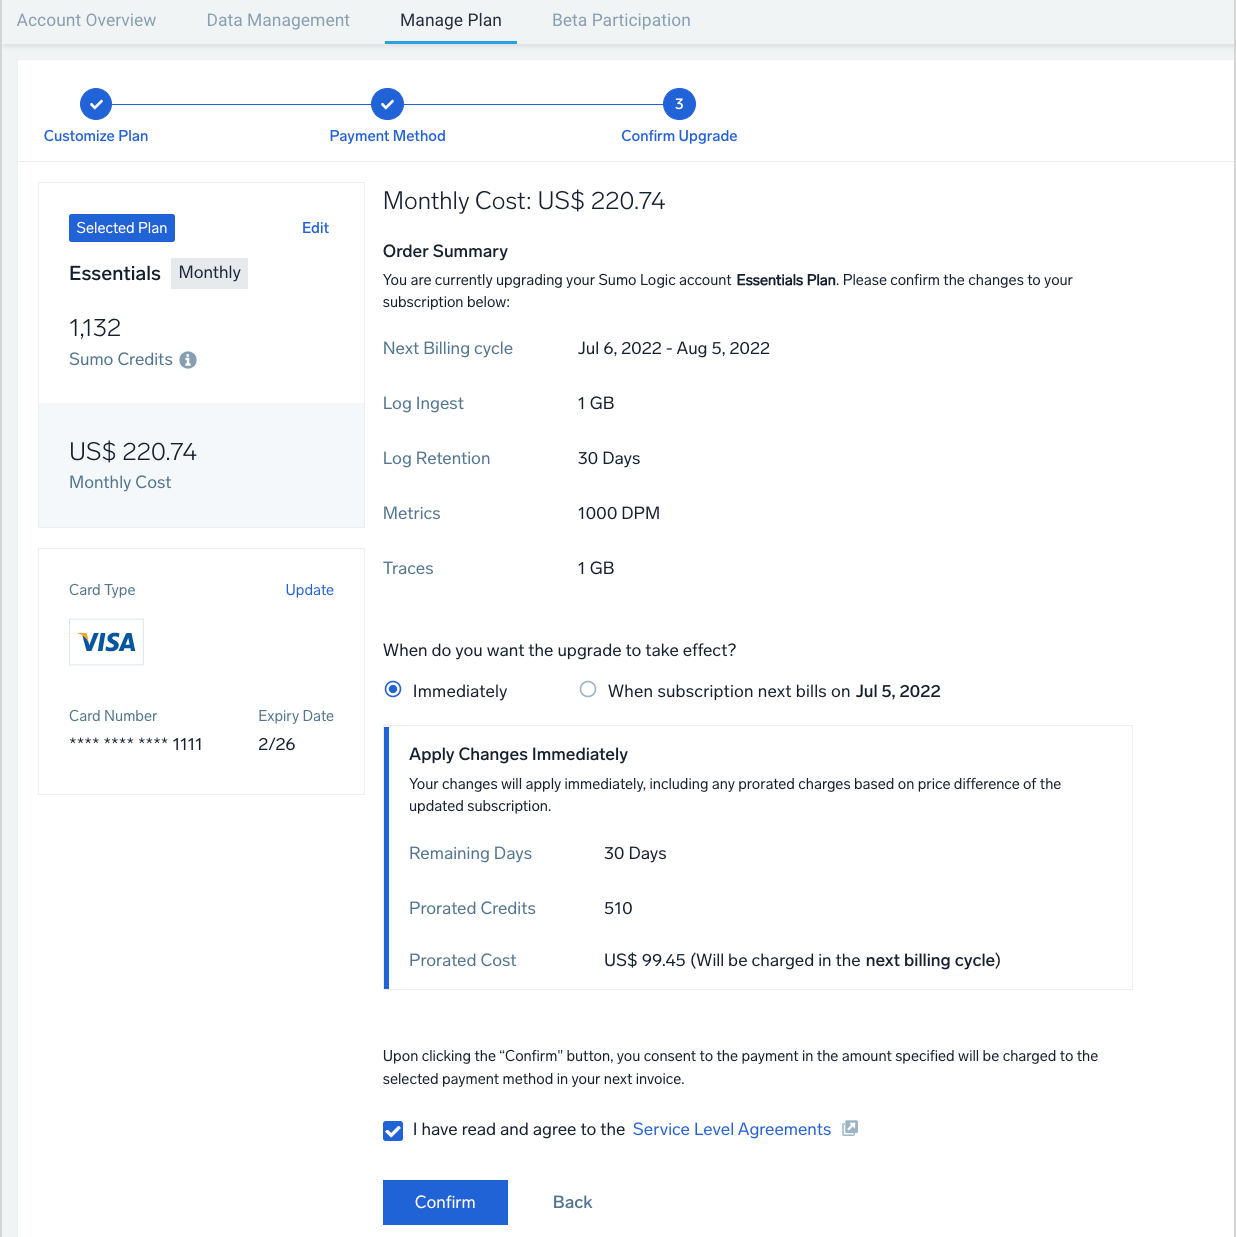 Account Overview Data Management Manage Plan Beta Participation
3
Customize Plan Payment Method Confirm Upgrade
Selected Plan Edit
Essentials Monthly
1,132
Sumo Credits
US$ 220.74
Monthly Cost
Card Type Update
VISA
Card Number Expiry Date
**** **** **** 1111 2/26
Monthly Cost: US$ 220.74
Order Summary
You are currently upgrading your Sumo Logic account Essentials Plan. Please confirm the changes to your
subscription below:
Next Billing cycle Jul 6, 2022 - Aug 5, 2022
Log Ingest 1 GB
Log Retention 30 Days
Metrics 1000 DPM
Traces 1 GB
When do you want the upgrade to take effect?
Immediately When subscription next bills on Jul 5, 2022
Apply Changes Immediately
Your changes will apply immediately, including any prorated charges based on price difference of the
updated subscription.
Remaining Days 30 Days
Prorated Credits 510
Prorated Cost US$ 99.45 (Will be charged in the next billing cycle)
Upon clicking the “Confirm” button, you consent to the payment in the amount specified will be charged to the
selected payment method in your next invoice.
I have read and agree to the Service Level Agreements
Confirm Back